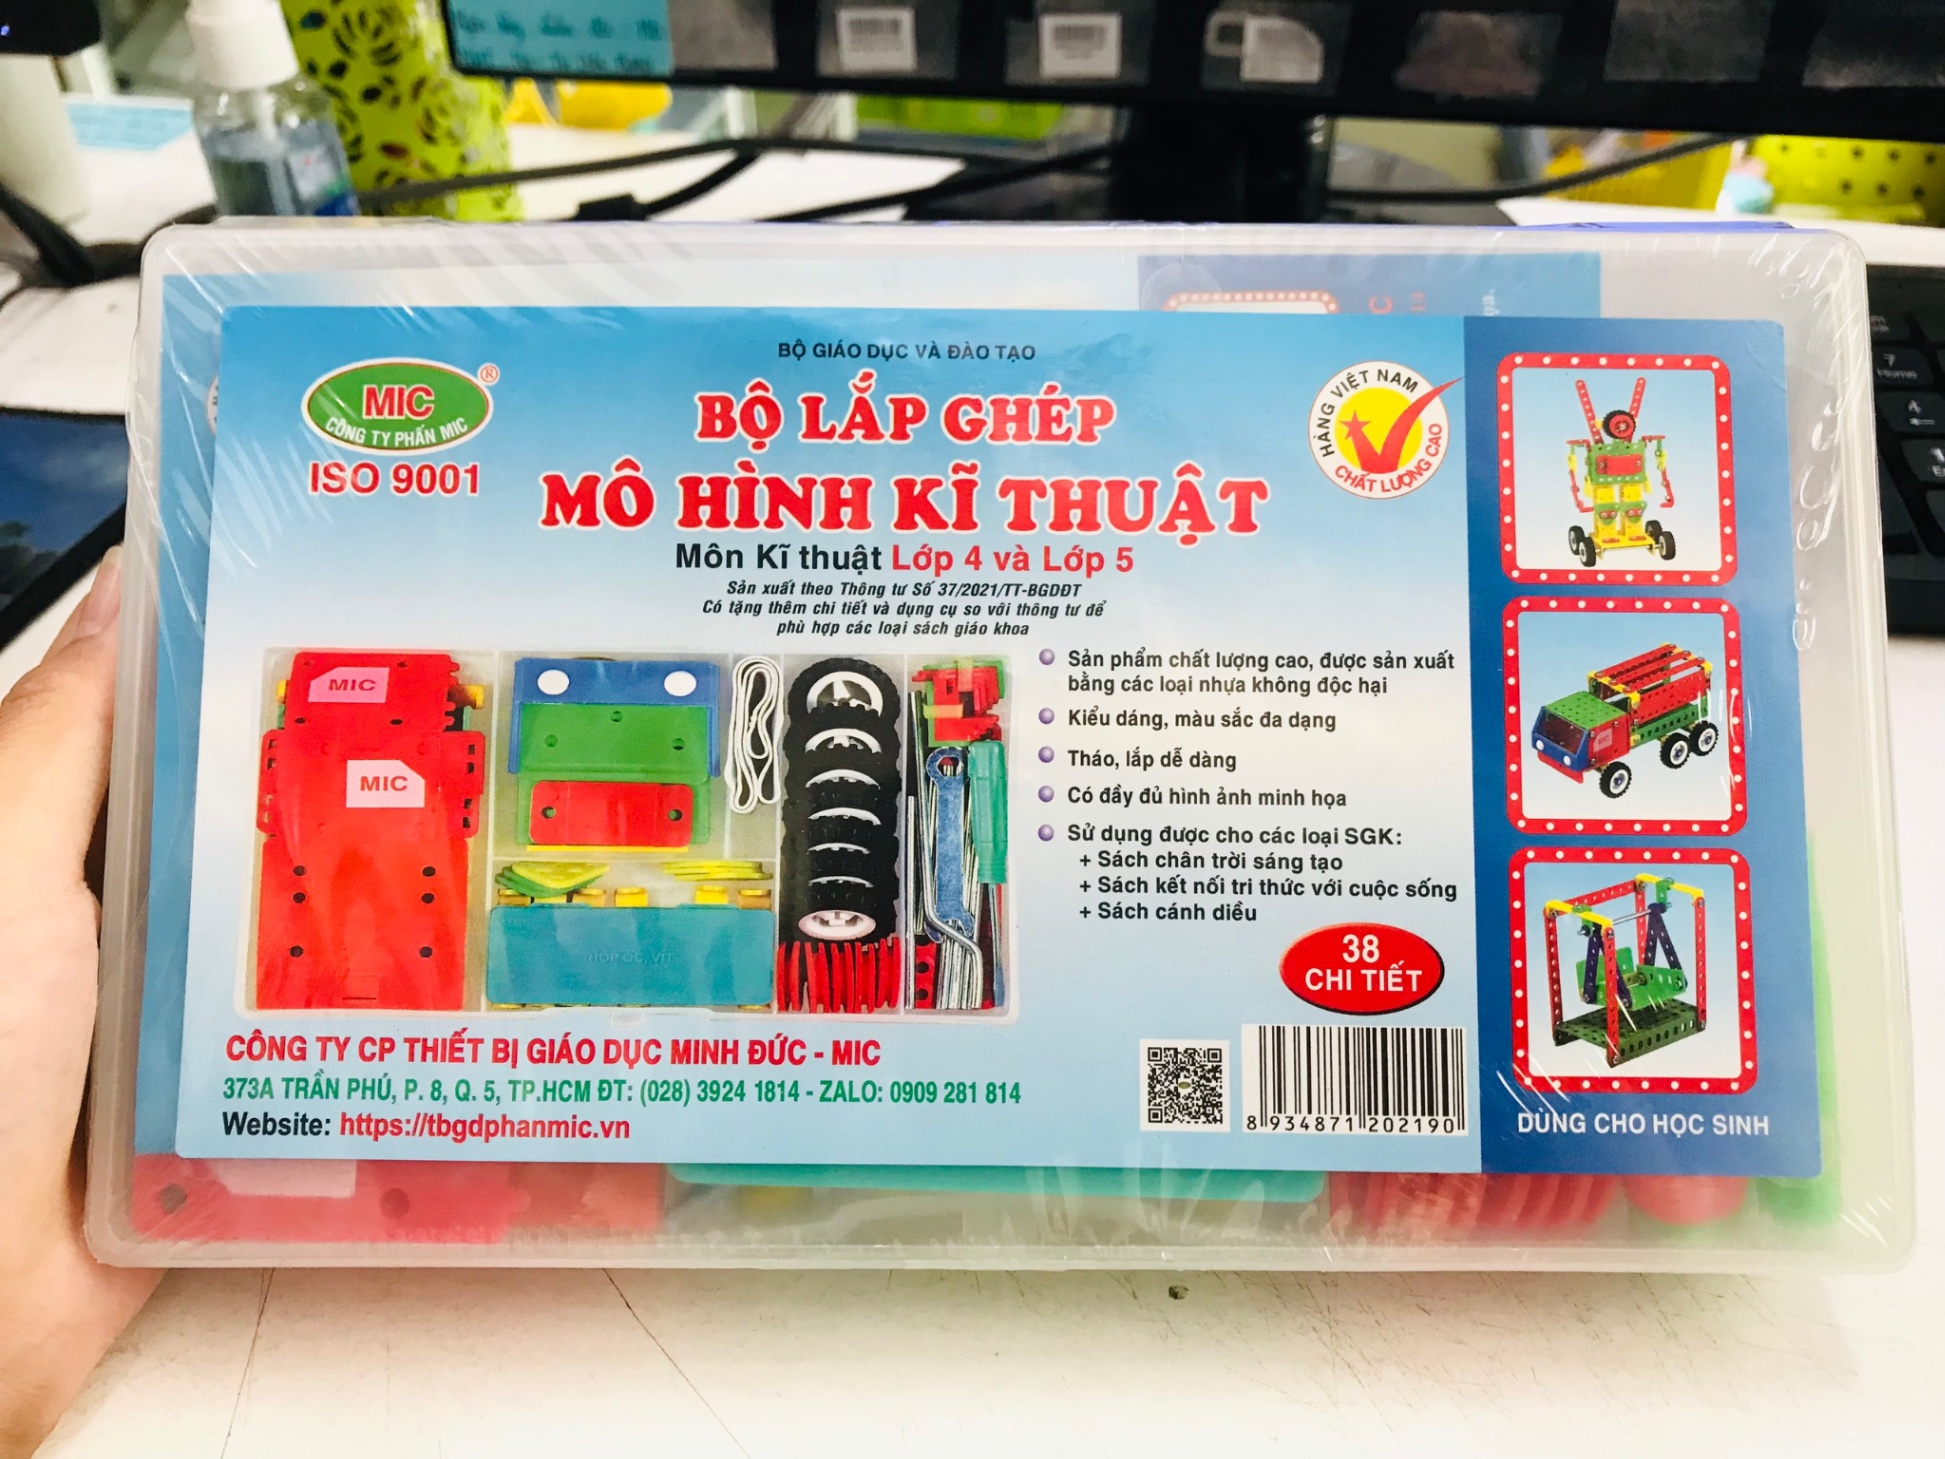 BỘ GIÁO DỤC VÀ ĐÀO TẠO
MIC ®
CÔNG TY PHẤN MIC
ISO 9001
BỘ LẮP GHÉP
MÔ HÌNH KĨ THUẬT
HÀNG VIỆT NAM
CHẤT LƯỢNG CAO
Môn Kĩ thuật Lớp 4 và Lớp 5
Sản xuất theo Thông tư Số 37/2021/TT-BGDĐT
Có tặng thêm chi tiết và dụng cụ so với thông tư để
phù hợp các loại sách giáo khoa
MIC
MIC
HỘP ỐC, VÍT
Sản phẩm chất lượng cao, được sản xuất
bằng các loại nhựa không độc hại
Kiểu dáng, màu sắc đa dạng
Tháo, lắp dễ dàng
Có đầy đủ hình ảnh minh họa
Sử dụng được cho các loại SGK:
+ Sách chân trời sáng tạo
+ Sách kết nối tri thức với cuộc sống
+ Sách cánh diều
38
CHI TIẾT
CÔNG TY CP THIẾT BỊ GIÁO DỤC MINH ĐỨC - MIC
373A TRẦN PHÚ, P. 8, Q. 5, TP.HCM ĐT: (028) 3924 1814 - ZALO: 0909 281 814
Website: https://tbgdphanmic.vn
8 934871 202190
DÙNG CHO HỌC SINH
7
Home